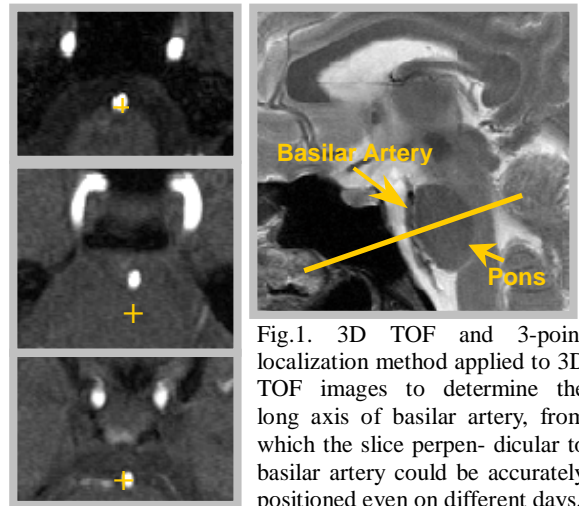 Basilar Artery
Pons
Fig.1. 3D TOF and 3-poin
localization method applied to 3D
TOF images to determine the
long axis of basilar artery, from
which the slice perpen- dicular to
basilar artery could be accurately
positioned even on different days.